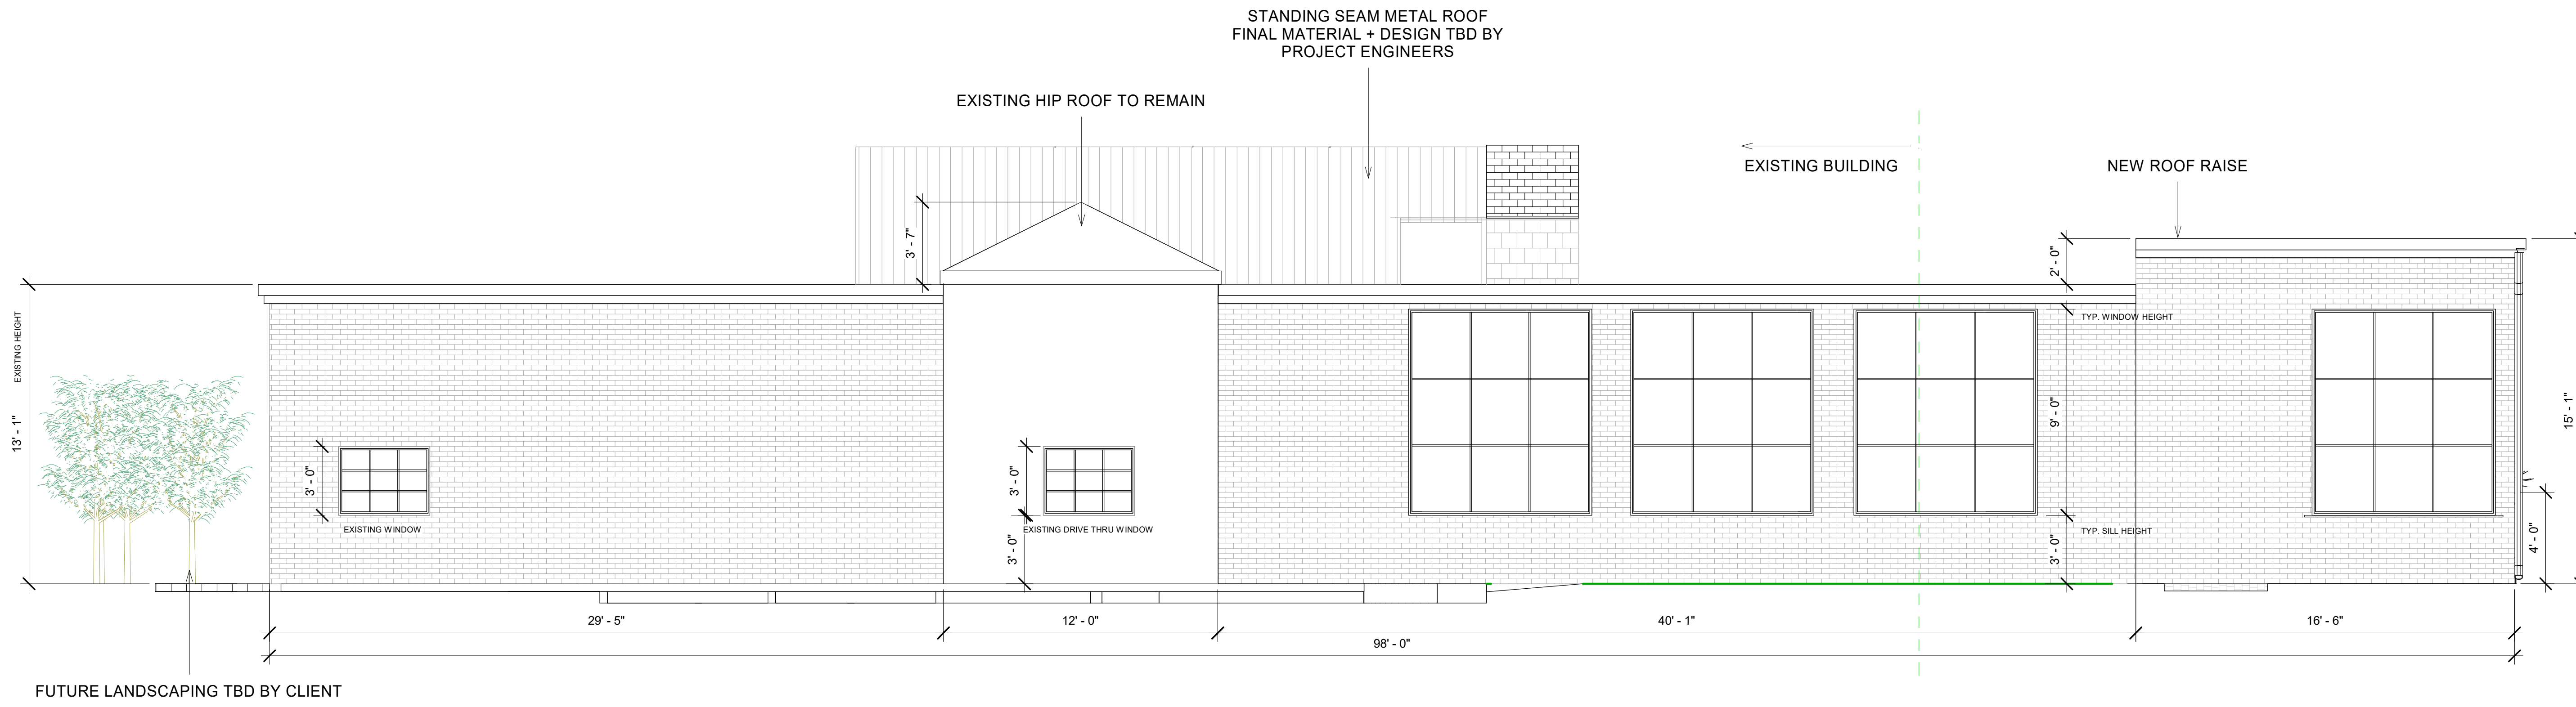 STANDING SEAM METAL ROOF
FINAL MATERIAL + DESIGN TBD BY
PROJECT ENGINEERS
EXISTING HIP ROOF TO REMAIN
EXISTING BUILDING
NEW ROOF RAISE
3' - 7"
2' - 0"
EXISTING HEIGHT
13' - 1"
TYP. WINDOW HEIGHT
9' - 0"
15' - 1"
3' - 0"
EXISTING WINDOW
3' - 0"
EXISTING DRIVE THRU WINDOW
3' - 0"
TYP. SILL HEIGHT
3' - 0"
4' - 0"
29' - 5"
12' - 0"
40' - 1"
16' - 6"
98' - 0"
FUTURE LANDSCAPING TBD BY CLIENT